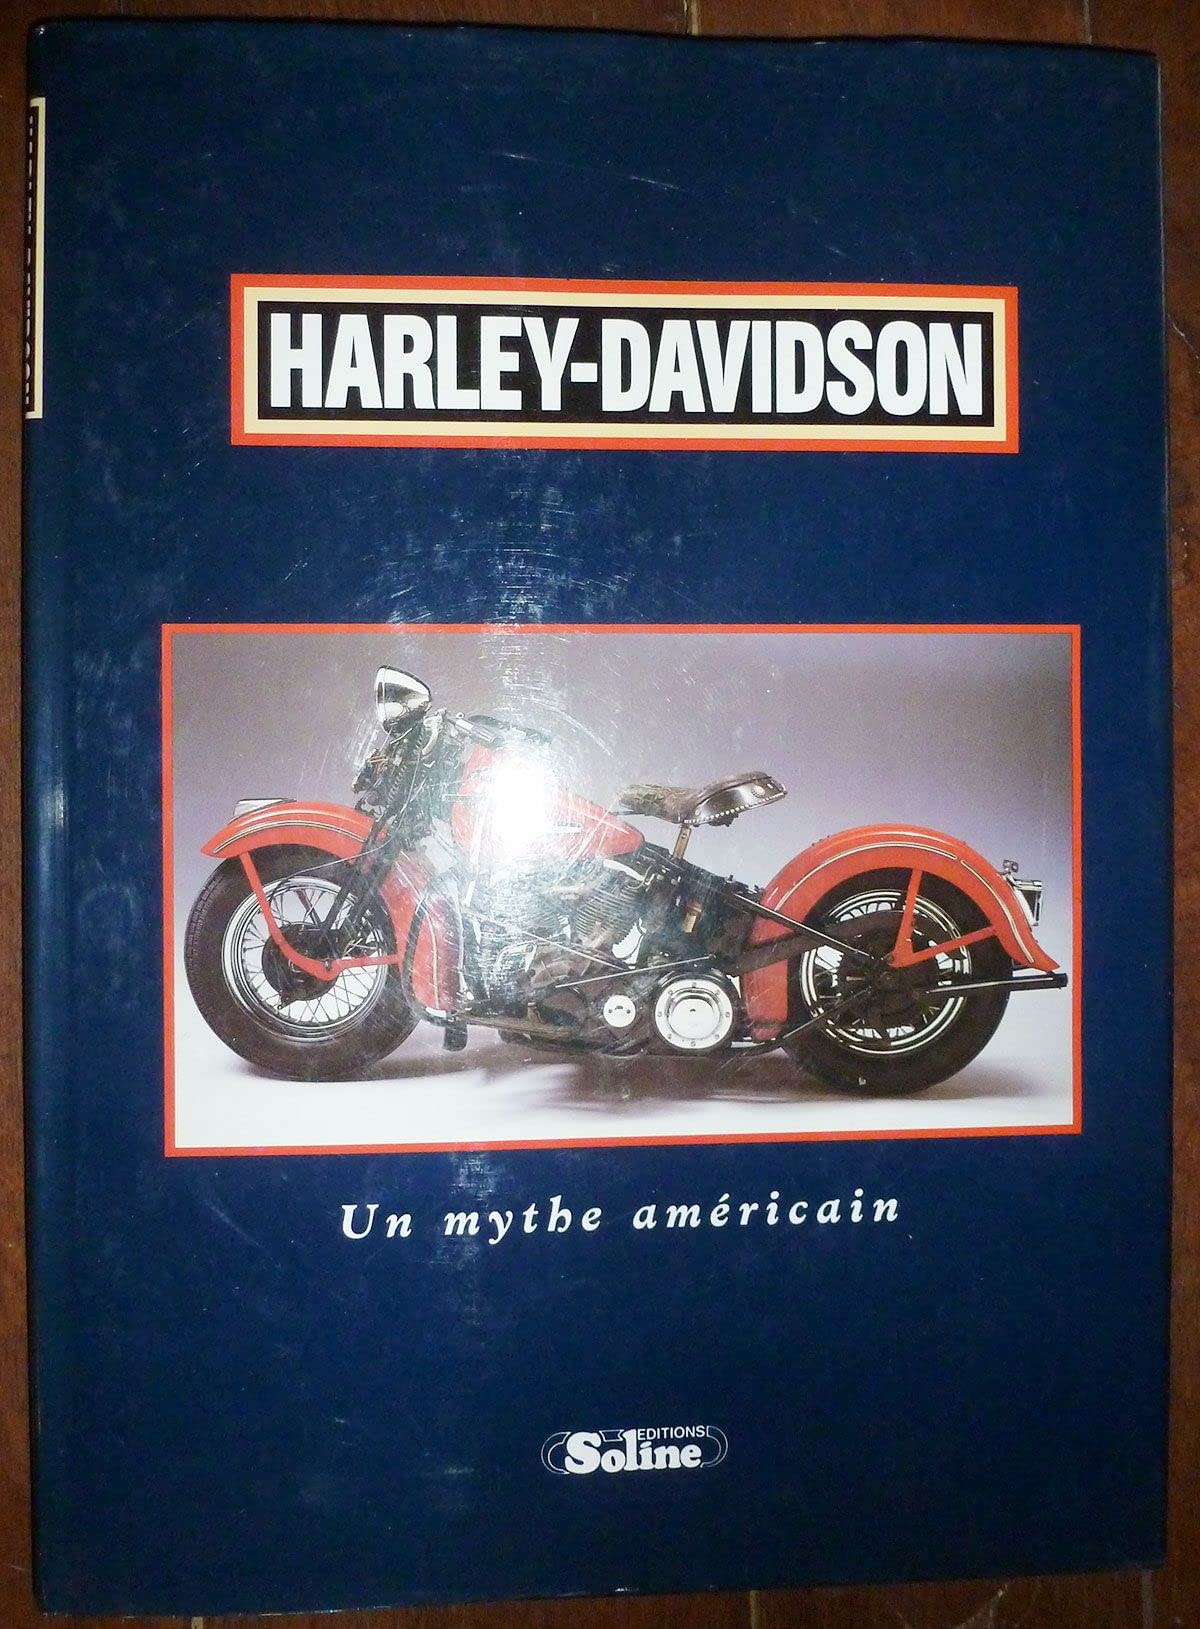 HARLEY-DAVIDSON
Un mythe américain
EDITIONS
Soline